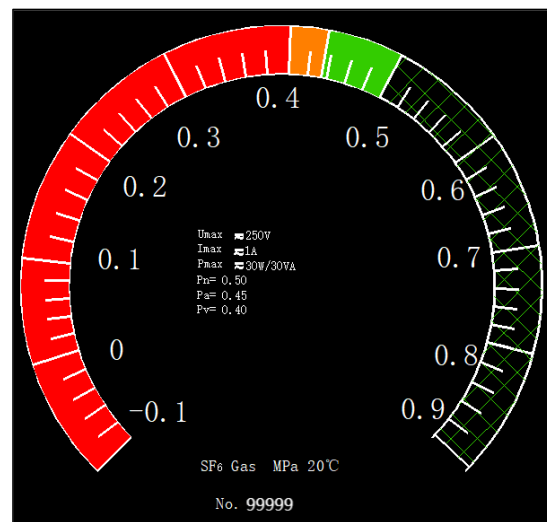 0.4
0.3
0.5
0.2
0.6
0.1
0.7
0
0.8
-0.1
0.9
Umax ≂250V
Imax ≂1A
Pmax ≂30W/30VA
Pn= 0.50
Pa= 0.45
Pv= 0.40
SF6 Gas MPa 20℃
No. 99999